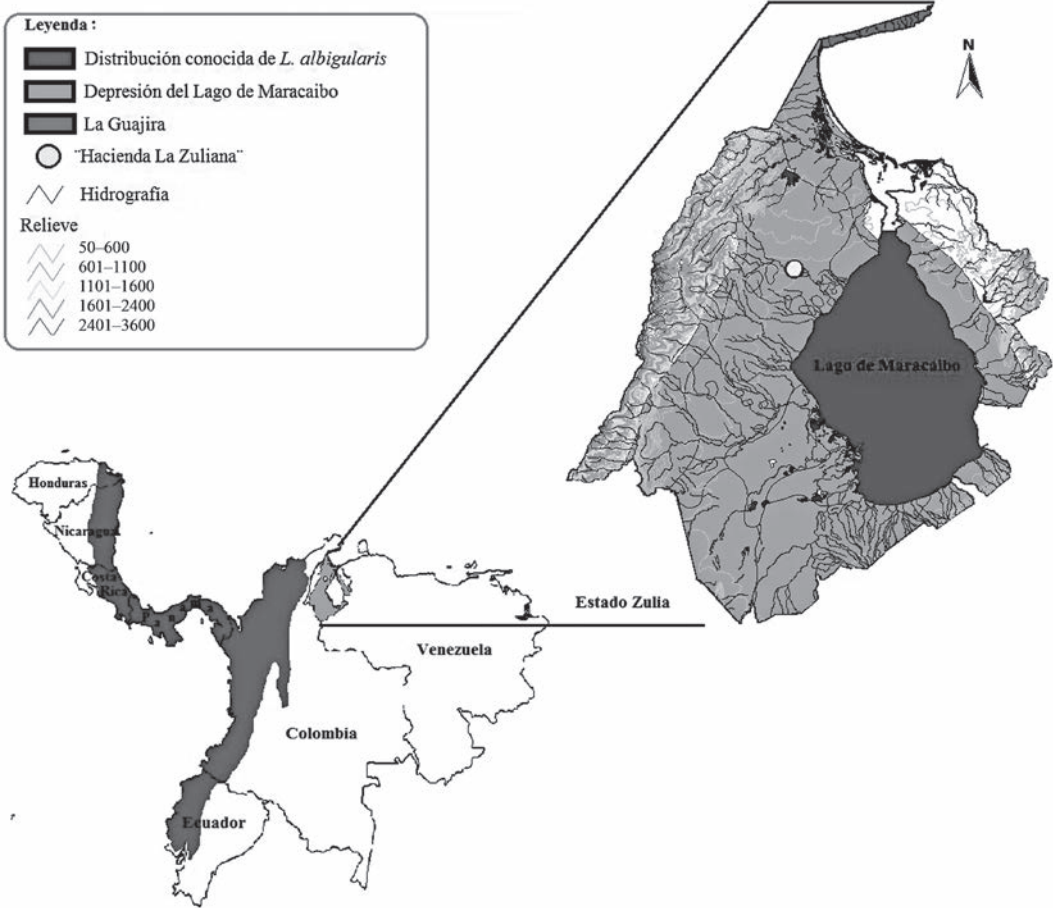 Leyenda :
Distribución conocida de L. albigularis
Depresión del Lago de Maracaibo
La Guajira
¨Hacienda La Zuliana¨
Hidrografía
Relieve
50–600
601–1100
1101–1600
1601–2400
2401–3600
N
Lago de Maracaibo
Honduras
Nicaragua
Costa
Rica
Panama
Estado Zulia
Venezuela
Colombia
Ecuador